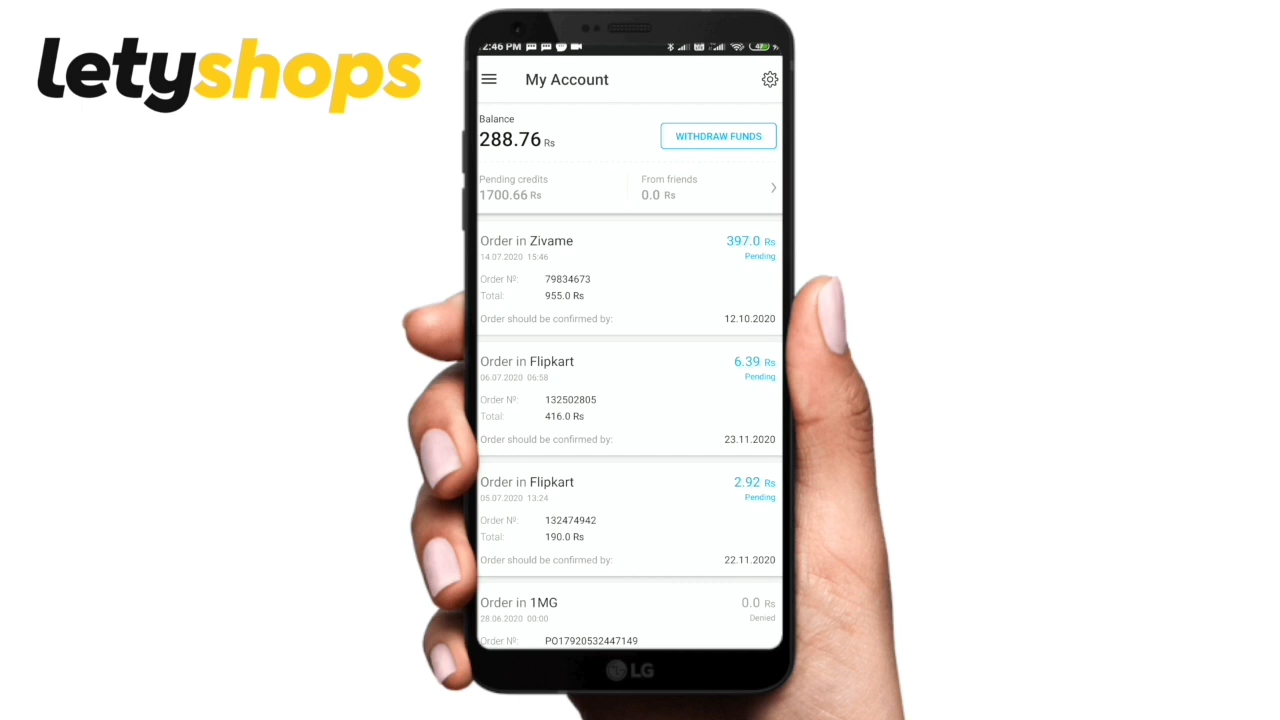 letyshops
2:46 PM
My Account
Balance
288.76 Rs
WITHDRAW FUNDS
Pending credits
From friends
1700.66 Rs
0.0 Rs
Order in Zivame
397.0 Rs
14.07.2020 15:46
Pending
Order №: 79834673
Total: 955.0 Rs
Order should be confirmed by: 12.10.2020
Order in Flipkart
6.39 Rs
06.07.2020 06:58
Pending
Order №: 132502805
Total: 416.0 Rs
Order should be confirmed by: 23.11.2020
Order in Flipkart
2.92 Rs
05.07.2020 13:24
Pending
Order №: 132474942
Total: 190.0 Rs
Order should be confirmed by: 22.11.2020
Order in 1MG
0.0 Rs
28.06.2020 00:00
Denied
Order №: PO17920532447149
LG